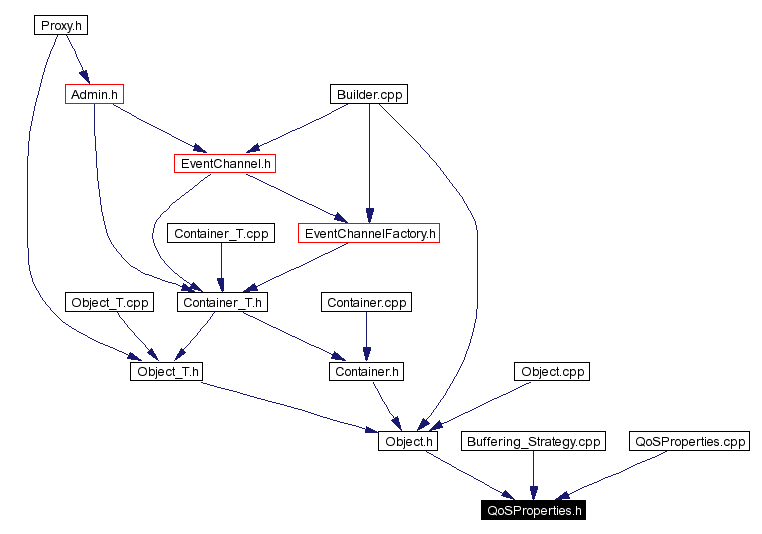 Proxy.h
Admin.h
Builder.cpp
EventChannel.h
Container_T.cpp
EventChannelFactory.h
Object_T.cpp
Container_T.h
Container.cpp
Object_T.h
Container.h
Object.cpp
Object.h
Buffering_Strategy.cpp
QoSProperties.cpp
QoSProperties.h